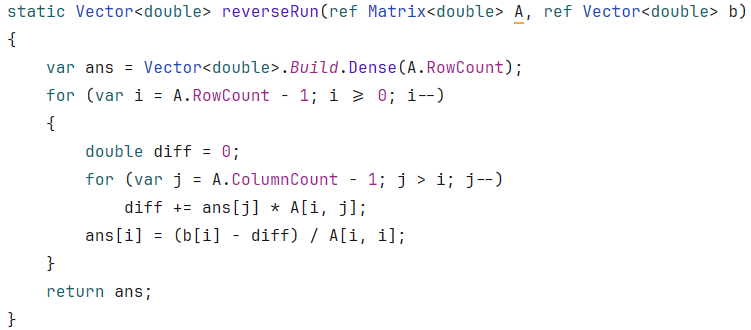 static Vector<double> reverseRun(ref Matrix<double> A, ref Vector<double> b)
{
    var ans = Vector<double>.Build.Dense(A.RowCount);
    for (var i = A.RowCount - 1; i >= 0; i--)
    {
        double diff = 0;
        for (var j = A.ColumnCount - 1; j > i; j--)
            diff += ans[j] * A[i, j];
        ans[i] = (b[i] - diff) / A[i, i];
    }
    return ans;
}